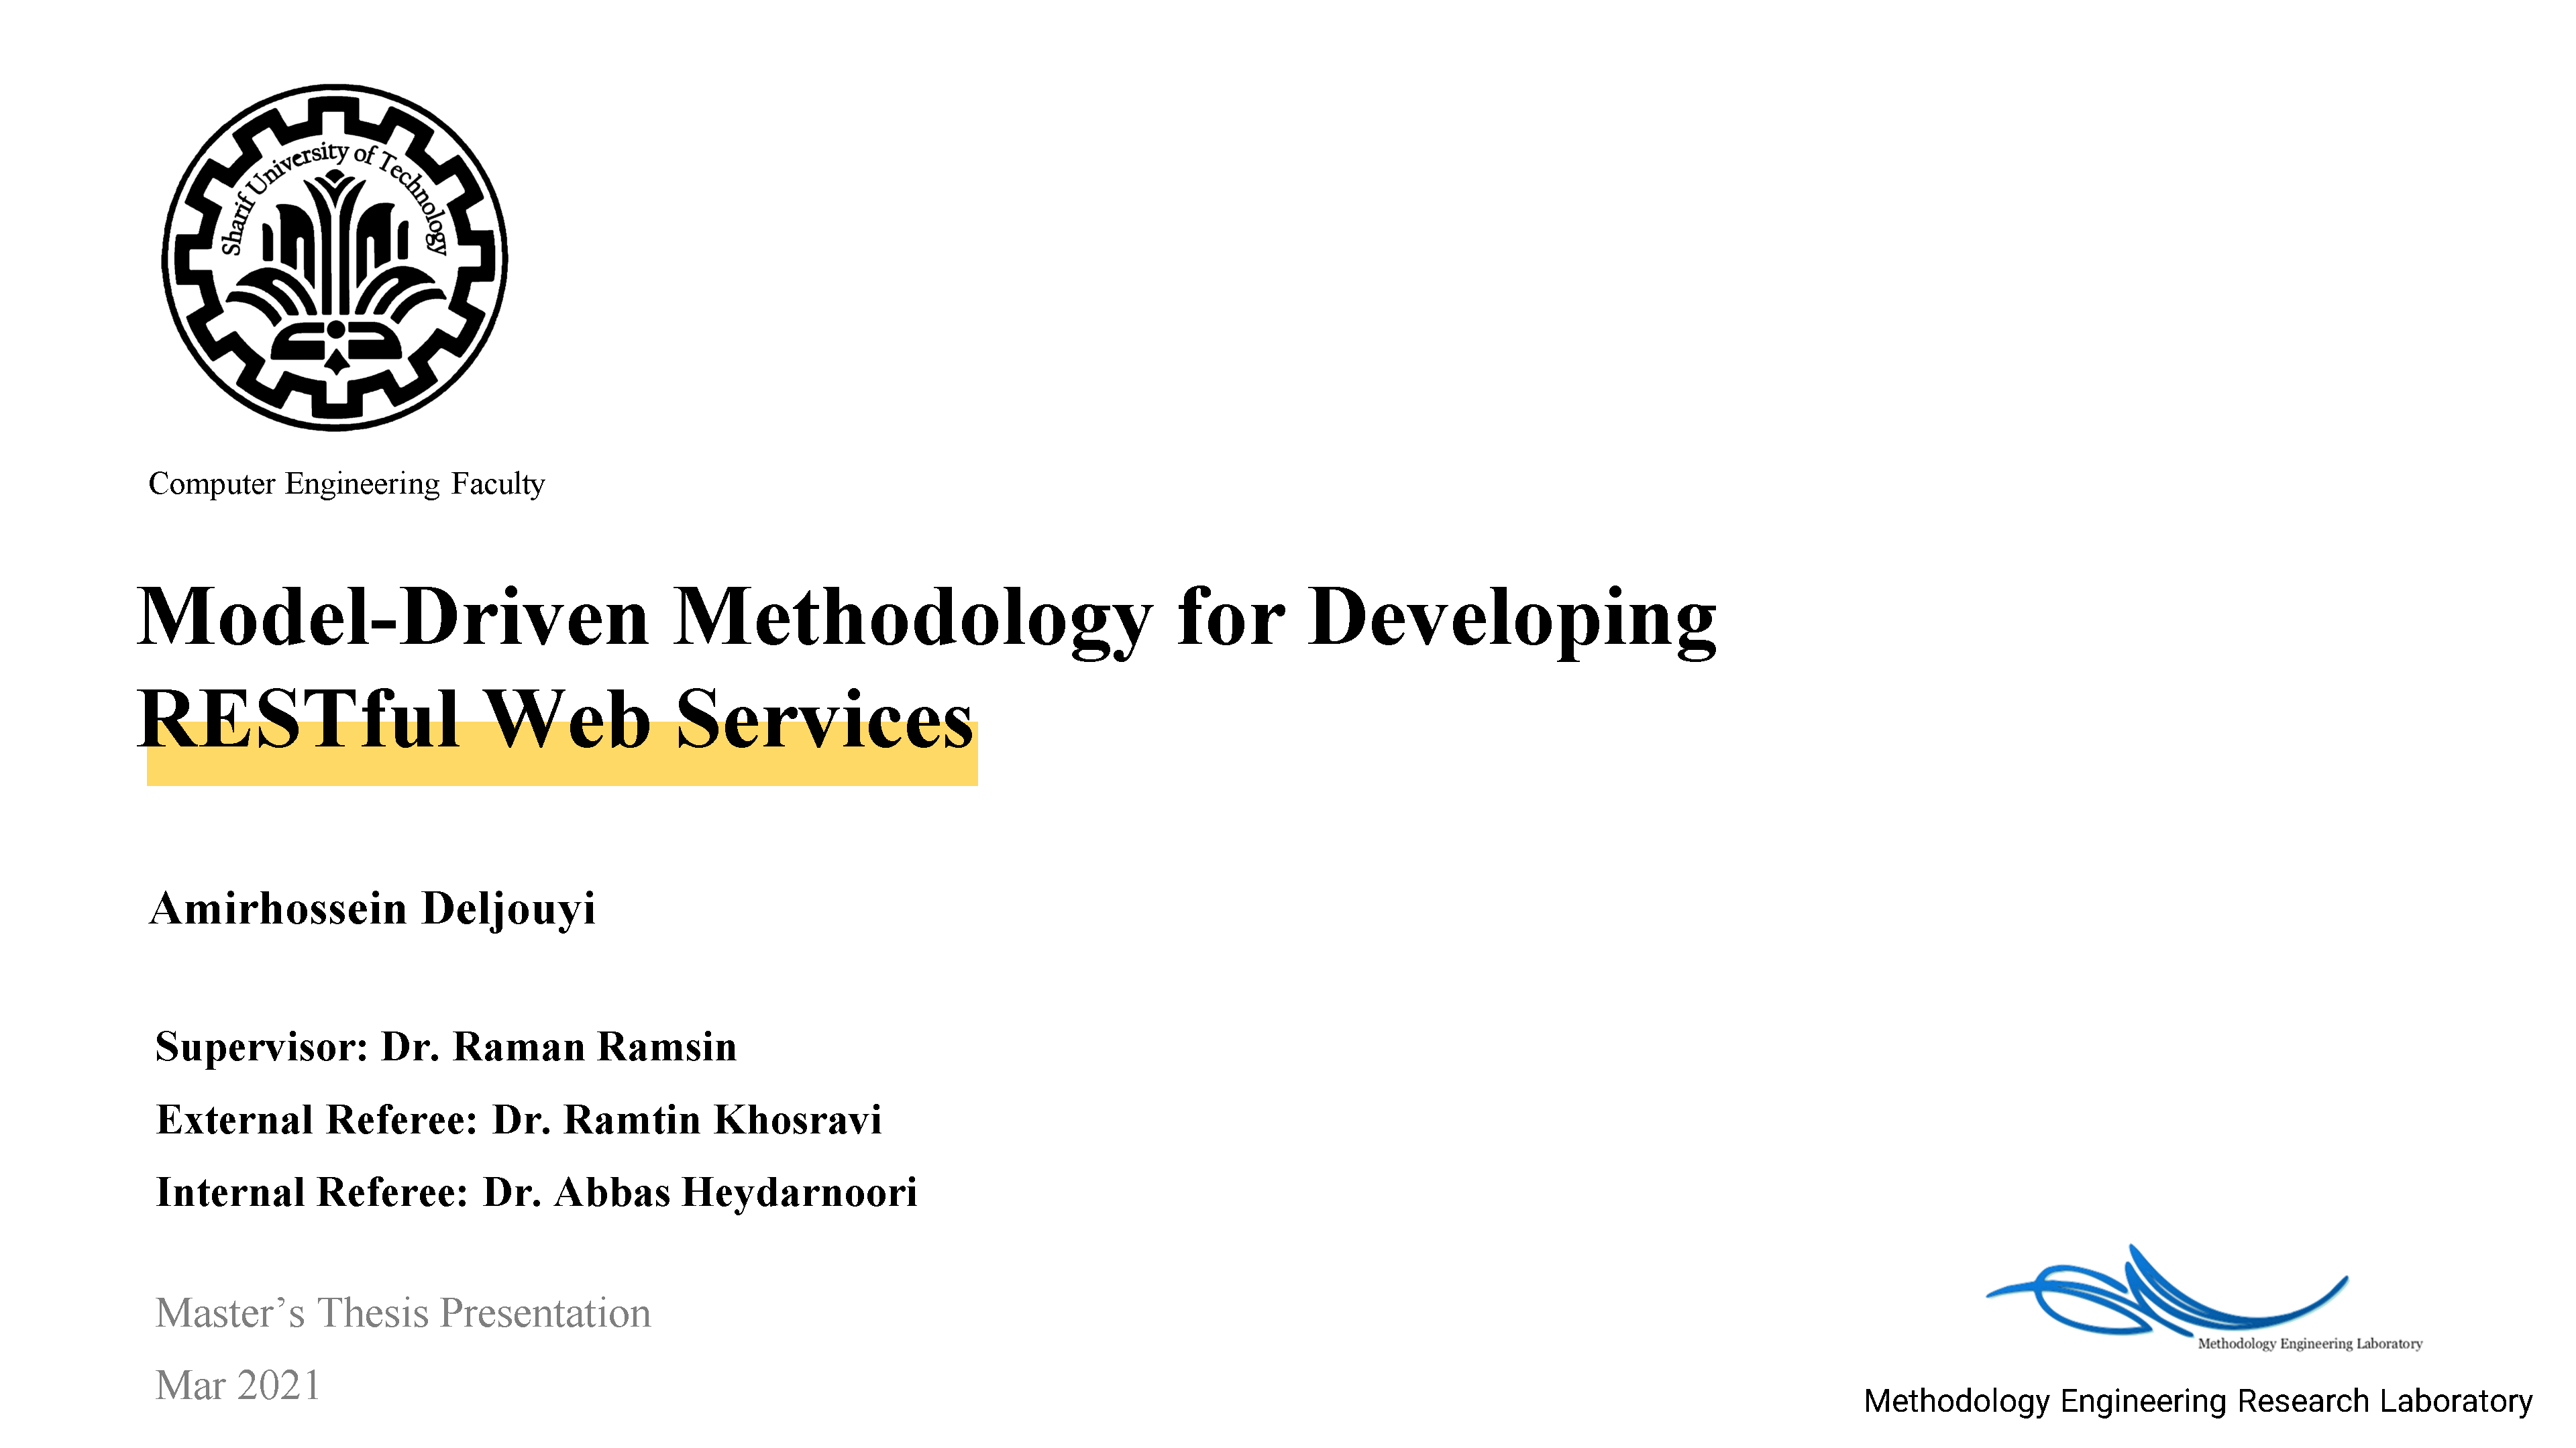 Sharif University of Technology
Computer Engineering Faculty
Model-Driven Methodology for Developing
RESTful Web Services
Amirhossein Deljouyi
Supervisor: Dr. Raman Ramsin
External Referee: Dr. Ramtin Khosravi
Internal Referee: Dr. Abbas Heydarnoori
Master’s Thesis Presentation
Mar 2021
Methodology Engineering Laboratory
Methodology Engineering Research Laboratory